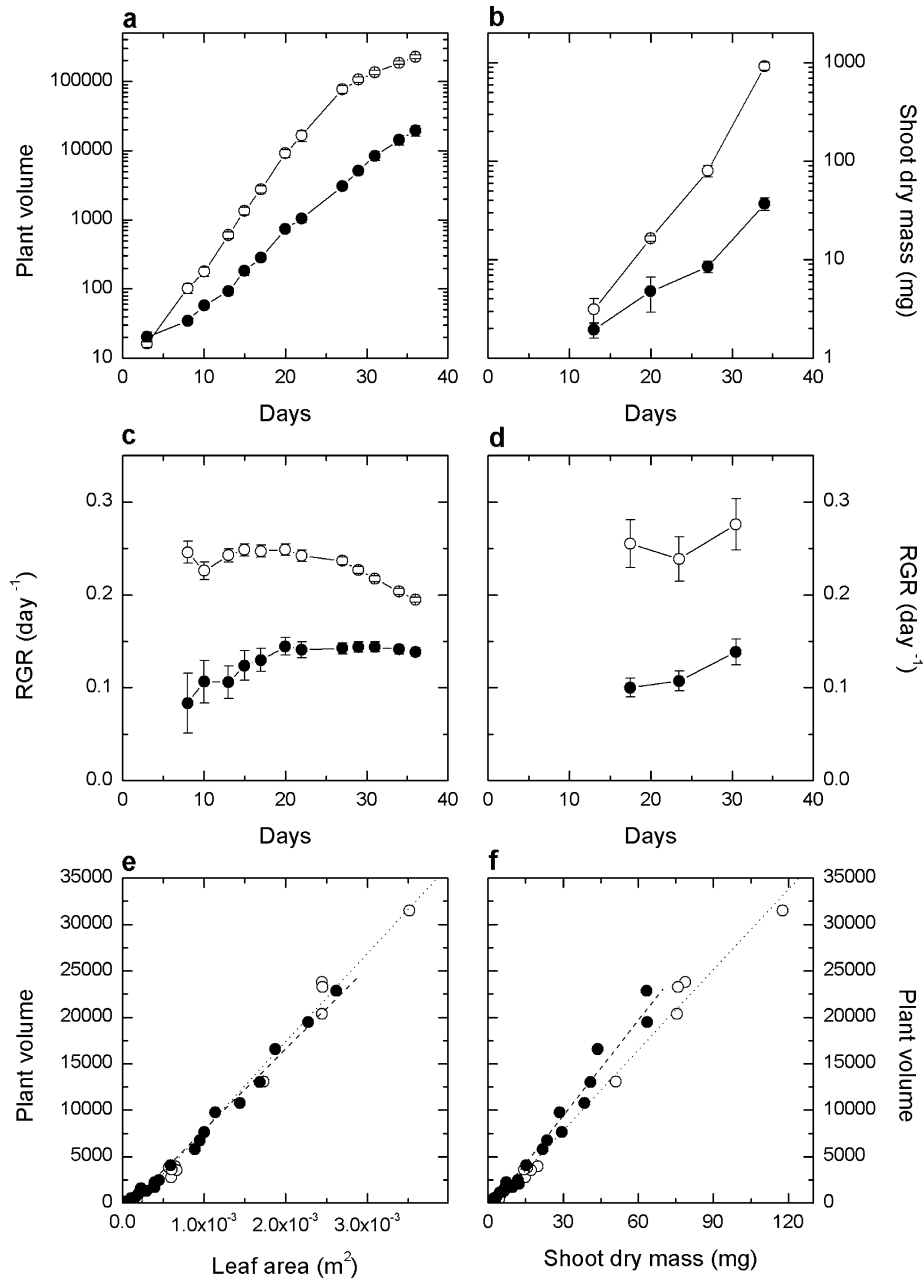 a
b
100000
10000
1000
100
10
Plant volume
0 10 20 30 40
Days
1000
100
10
1
Shoot dry mass (mg)
0 10 20 30 40
Days
c
d
0.3
0.2
0.1
0.0
RGR (day⁻¹)
0 10 20 30 40
Days
0.3
0.2
0.1
0.0
RGR (day⁻¹)
0 10 20 30 40
Days
e
f
35000
30000
25000
20000
15000
10000
5000
0
Plant volume
0.0 1.0x10⁻³ 2.0x10⁻³ 3.0x10⁻³
Leaf area (m²)
35000
30000
25000
20000
15000
10000
5000
0
Plant volume
0 30 60 90 120
Shoot dry mass (mg)